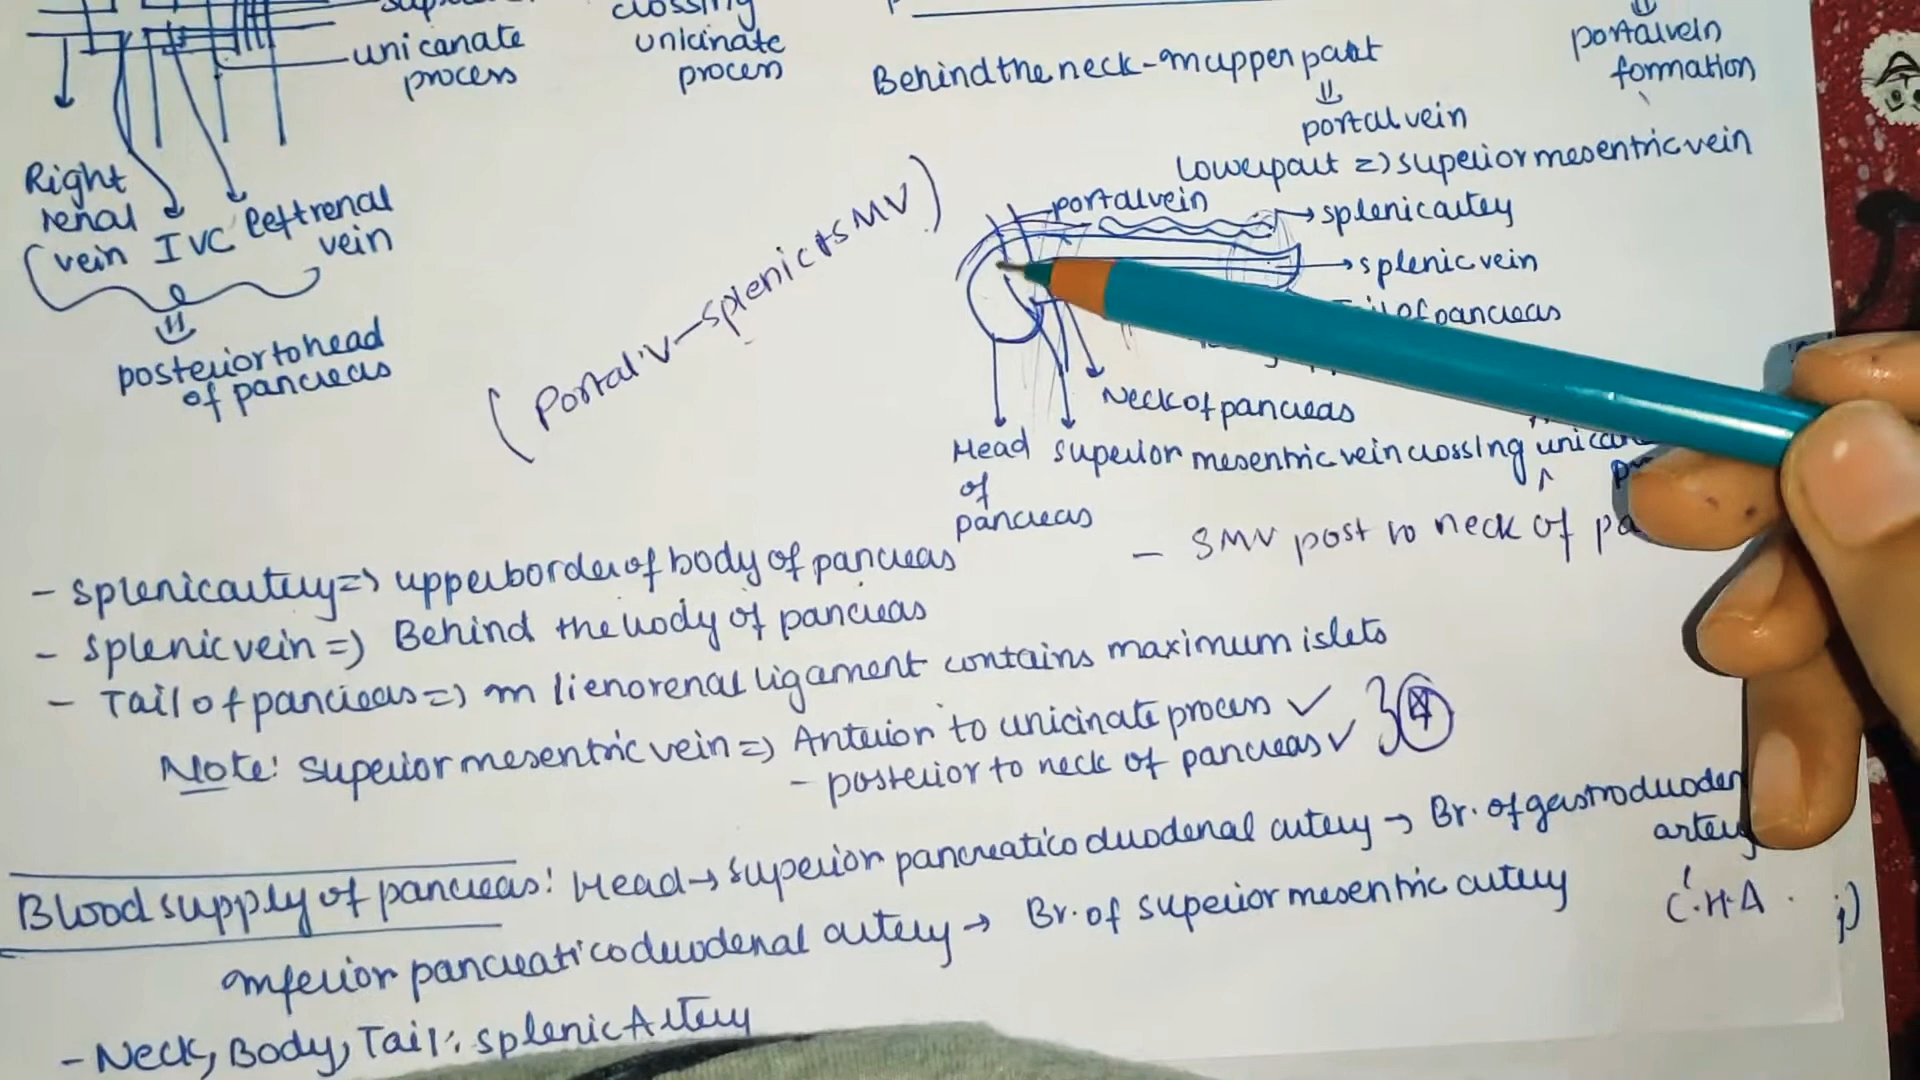 unicanate
process
crossing
unicinate
process
Behind the neck - In upper part
portal vein
portal vein
formation
Lower part => superior mesentric vein
Right
renal
vein
IVC
left renal
vein
posterior to head
of pancreas
(Portal V - splenic + SMV)
portal vein
splenic artery
splenic vein
of pancreas
Neck of pancreas
Head
of
pancreas
superior mesentric vein crossing
- SMV post to neck of
- splenic artery => upper border of body of pancreas
- splenic vein => Behind the body of pancreas
- Tail of pancreas => In lienorenal ligament contains maximum islets
Note: superior mesentric vein => Anterior to unicinate process ✓
- posterior to neck of pancreas ✓
Blood supply of pancreas: Head → superior pancreatico duodenal artery → Br. of gastroduoden
artery
C.H.A.
Inferior pancreatico duodenal artery → Br. of superior mesentric artery
- Neck, Body, Tail: splenic Artery